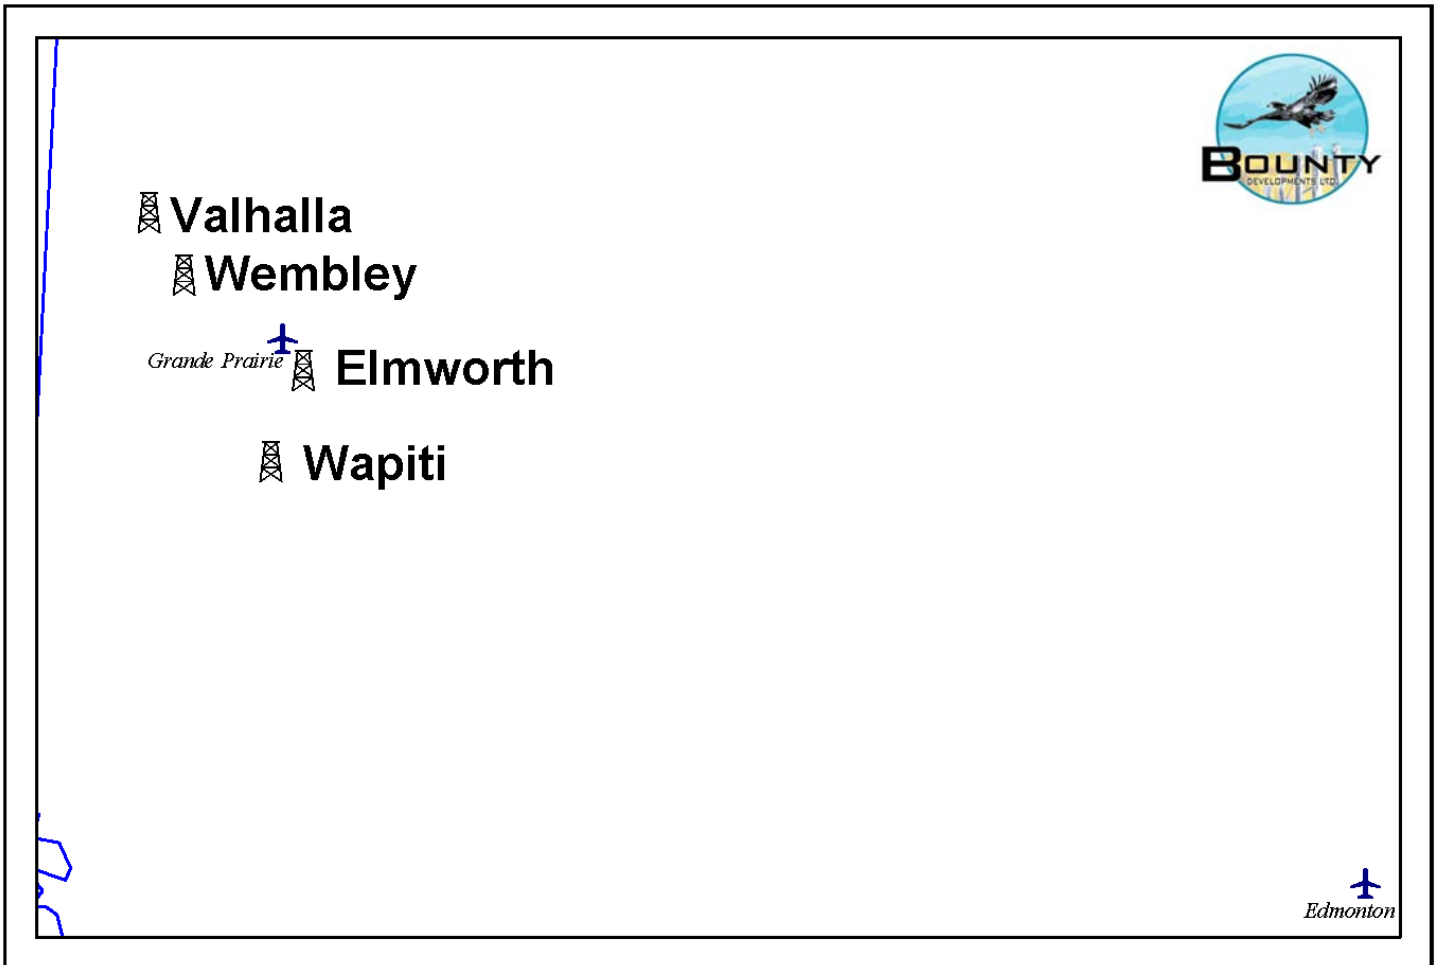 BOUNTY
DEVELOPMENTS LTD.
Valhalla
Wembley
Grande Prairie
Elmworth
Wapiti
Edmonton